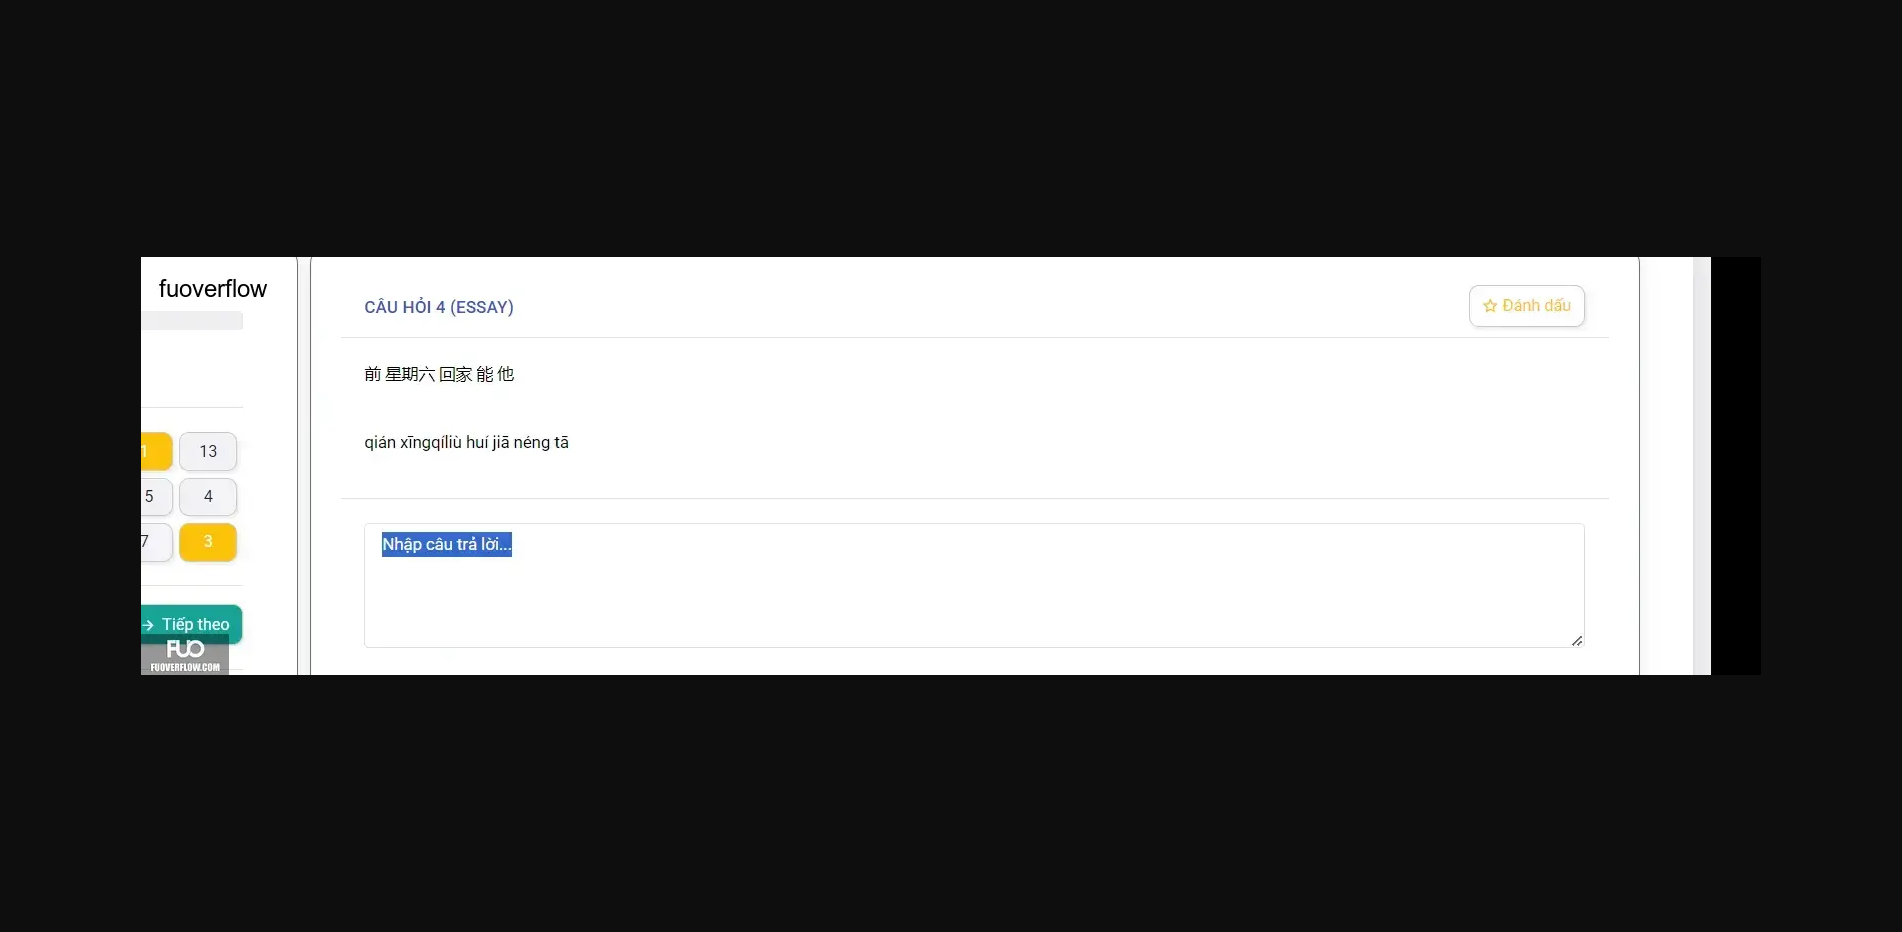 fuoverflow
CÂU HỎI 4 (ESSAY)
Đánh dấu
前 星期六 回家 能 他
qián xīngqíliù huí jiā néng tā
1
13
5
4
7
3
Nhập câu trả lời...
→ Tiếp theo
FUO
FUOVERFLOW.COM